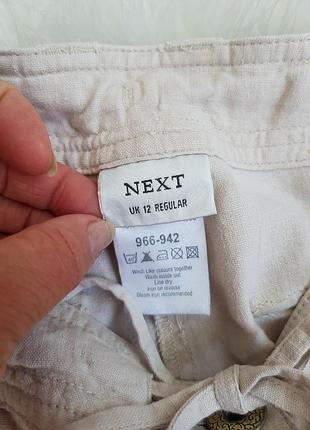 NEXT
UK 12 REGULAR
966-942
Wash Like colours together
Wash inside out
Line dry
Iron on reverse
Steam iron recommended